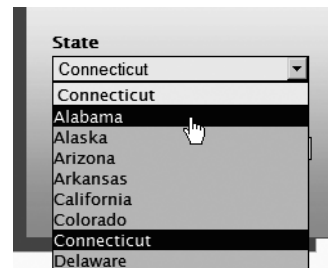 State
Connecticut
Connecticut
Alabama
Alaska
Arizona
Arkansas
California
Colorado
Connecticut
Delaware